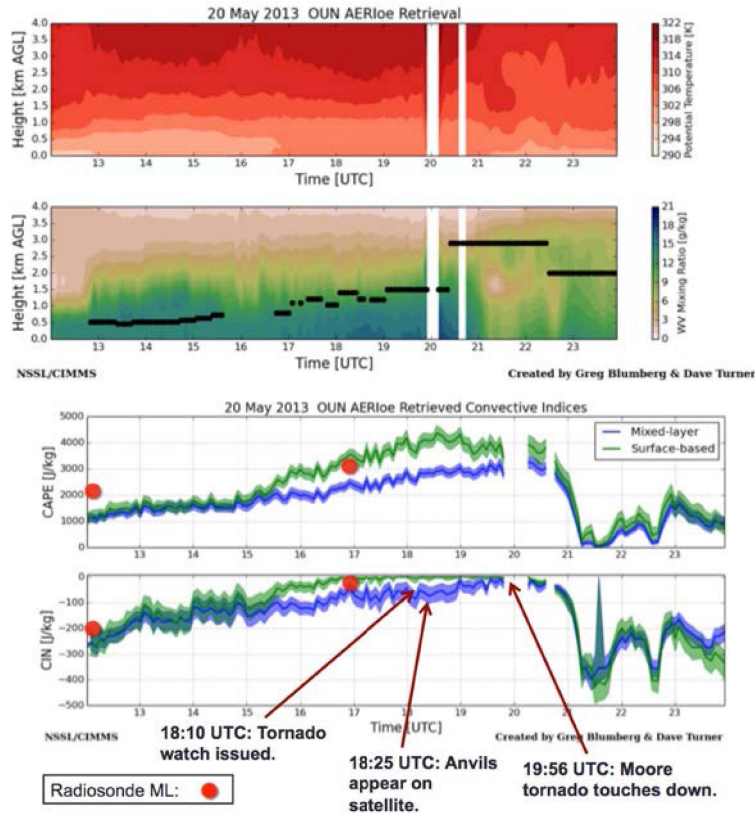 20 May 2013 OUN AERIoe Retrieval
Height [km AGL]
4.0
3.5
3.0
2.5
2.0
1.5
1.0
0.5
0.0
13 14 15 16 17 18 19 20 21 22 23
Time [UTC]
322
318
314
310
306
302
298
294
290
Potential Temperature [K]
Height [km AGL]
4.0
3.5
3.0
2.5
2.0
1.5
1.0
0.5
0.0
13 14 15 16 17 18 19 20 21 22 23
Time [UTC]
21
18
15
12
9
6
3
0
WV Mixing Ratio [g/kg]
NSSL/CIMMS
Created by Greg Blumberg & Dave Turner
20 May 2013 OUN AERIoe Retrieved Convective Indices
CAPE [J/kg]
5000
4000
3000
2000
1000
0
Mixed-layer
Surface-based
13 14 15 16 17 18 19 20 21 22 23
CIN [J/kg]
0
−100
−200
−300
−400
−500
13 14 15 16 17 18 19 20 21 22 23
Time [UTC]
NSSL/CIMMS
Created by Greg Blumberg & Dave Turner
18:10 UTC: Tornado
watch issued.
18:25 UTC: Anvils
appear on
satellite.
19:56 UTC: Moore
tornado touches down.
Radiosonde ML: